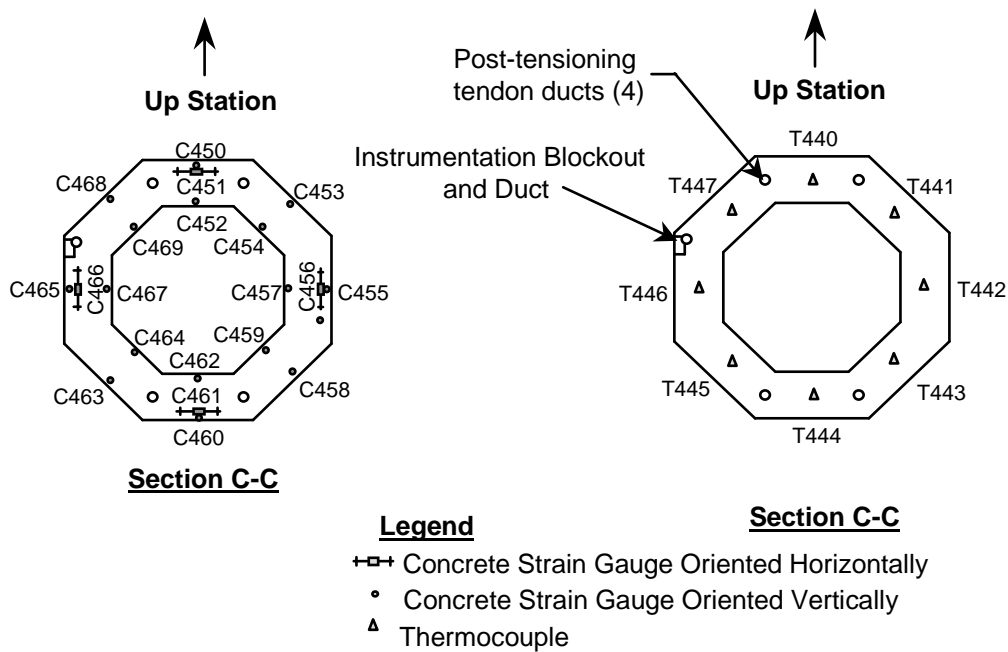 Up Station
C450
C468
C451
C453
C452
C469
C454
C465
C466
C467
C457
C456
C455
C464
C459
C462
C463
C461
C458
C460
Section C-C
Post-tensioning
tendon ducts (4)
Up Station
Instrumentation Blockout
and Duct
T440
T447
T441
T446
T442
T445
T443
T444
Section C-C
Legend
Concrete Strain Gauge Oriented Horizontally
Concrete Strain Gauge Oriented Vertically
Thermocouple